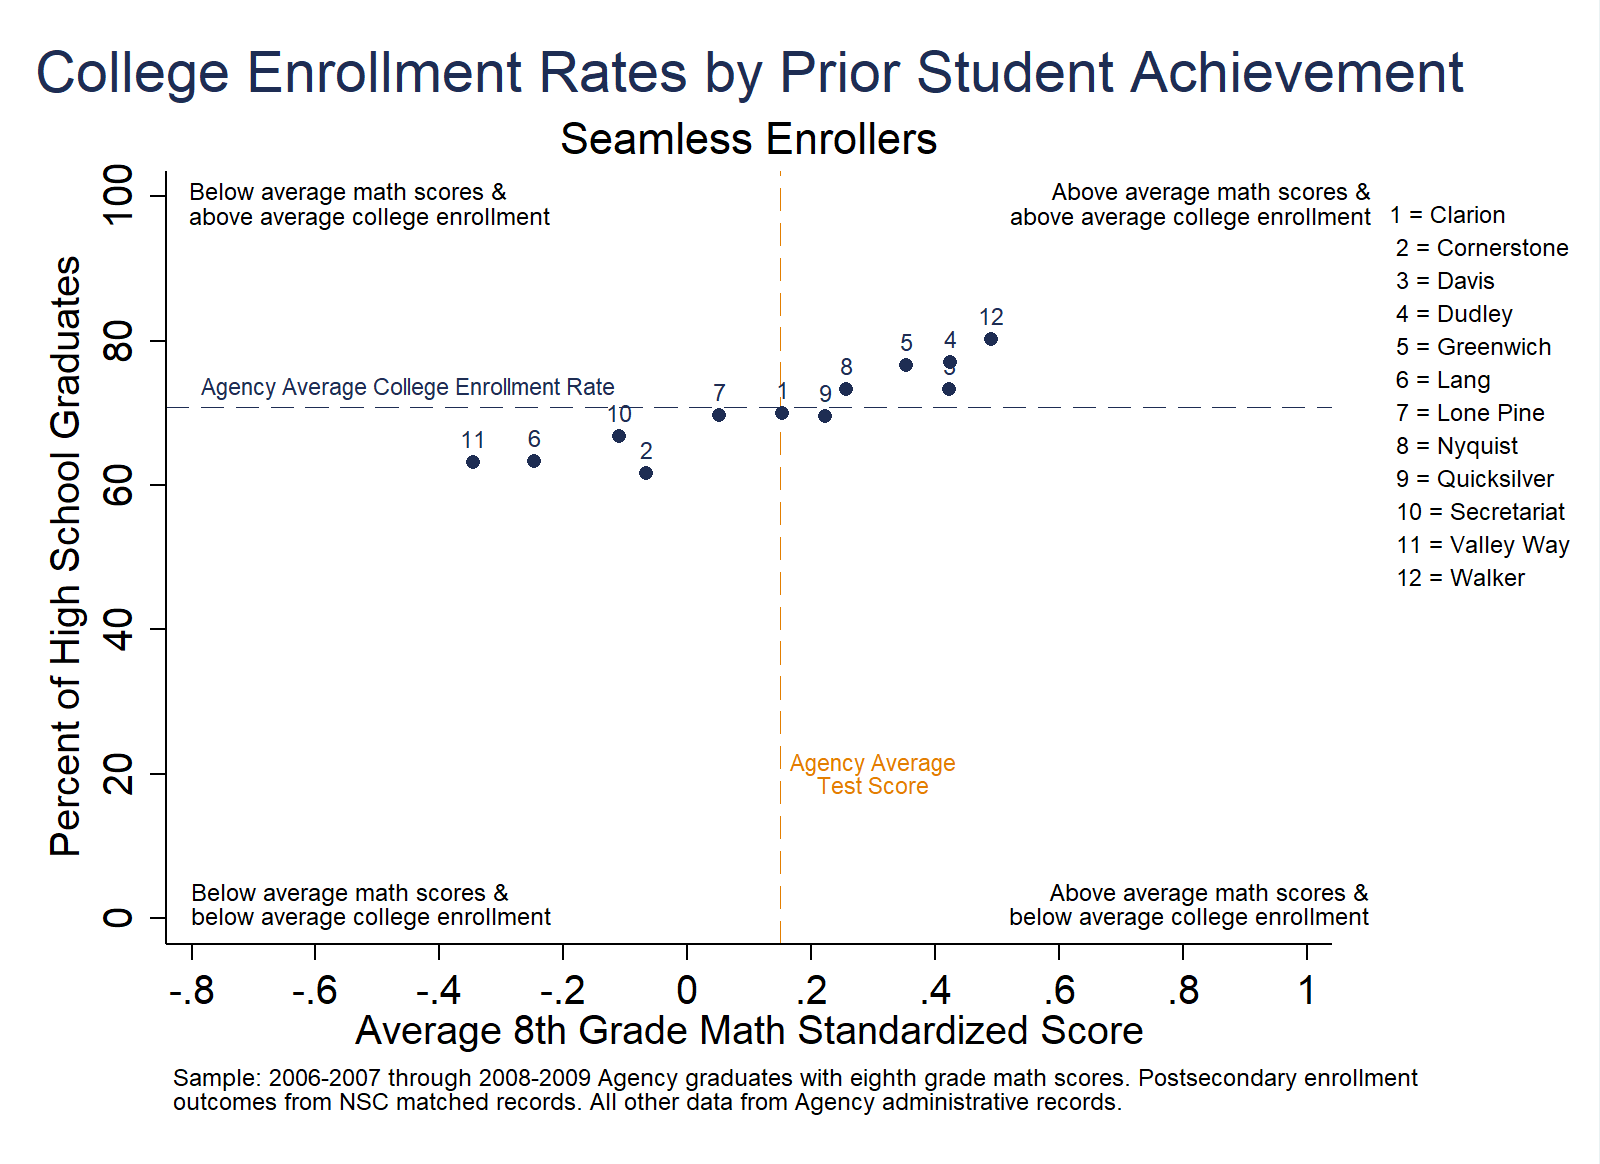 College Enrollment Rates by Prior Student Achievement
Seamless Enrollers
Percent of High School Graduates
100
80
60
40
20
0
Below average math scores &
above average college enrollment
Above average math scores &
above average college enrollment
Agency Average College Enrollment Rate
11
6
10
2
7
1
9
8
5
4
3
12
Agency Average
Test Score
Below average math scores &
below average college enrollment
Above average math scores &
below average college enrollment
1 = Clarion
2 = Cornerstone
3 = Davis
4 = Dudley
5 = Greenwich
6 = Lang
7 = Lone Pine
8 = Nyquist
9 = Quicksilver
10 = Secretariat
11 = Valley Way
12 = Walker
-.8 -.6 -.4 -.2 0 .2 .4 .6 .8 1
Average 8th Grade Math Standardized Score
Sample: 2006-2007 through 2008-2009 Agency graduates with eighth grade math scores. Postsecondary enrollment
outcomes from NSC matched records. All other data from Agency administrative records.